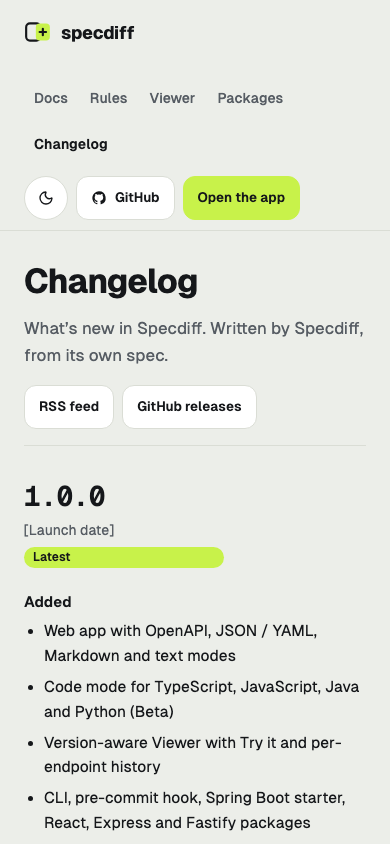 specdiff
Docs Rules Viewer Packages
Changelog
GitHub Open the app
Changelog
What's new in Specdiff. Written by Specdiff,
from its own spec.
RSS feed GitHub releases
1.0.0
[Launch date]
Latest
Added
• Web app with OpenAPI, JSON / YAML,
Markdown and text modes
• Code mode for TypeScript, JavaScript, Java
and Python (Beta)
• Version-aware Viewer with Try it and per-
endpoint history
• CLI, pre-commit hook, Spring Boot starter,
React, Express and Fastify packages